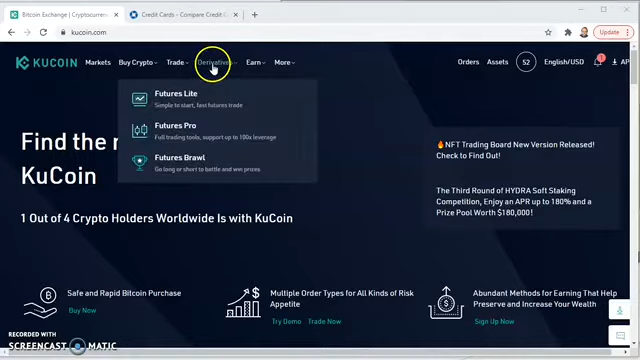 Bitcoin Exchange | Cryptocurrenc
Credit Cards - Compare Credit C
kucoin.com
Update
KUCOIN
Markets
Buy Crypto
Trade
Derivatives
Earn
More
Orders
Assets
52
English/USD
1
AP
Futures Lite
Simple to start, fast futures trade
Futures Pro
Full trading tools, support up to 100x leverage
Futures Brawl
Go long or short to battle and win prizes
Find the
KuCoin
1 Out of 4 Crypto Holders Worldwide Is with KuCoin
🔥NFT Trading Board New Version Released!
Check to Find Out!
The Third Round of HYDRA Soft Staking
Competition, Enjoy an APR up to 180% and a
Prize Pool Worth $180,000!
Safe and Rapid Bitcoin Purchase
Buy Now
Multiple Order Types for All Kinds of Risk
Appetite
Try Demo Trade Now
Abundant Methods for Earning That Help
Preserve and Increase Your Wealth
Sign Up Now
RECORDED WITH
SCREENCAST MATIC